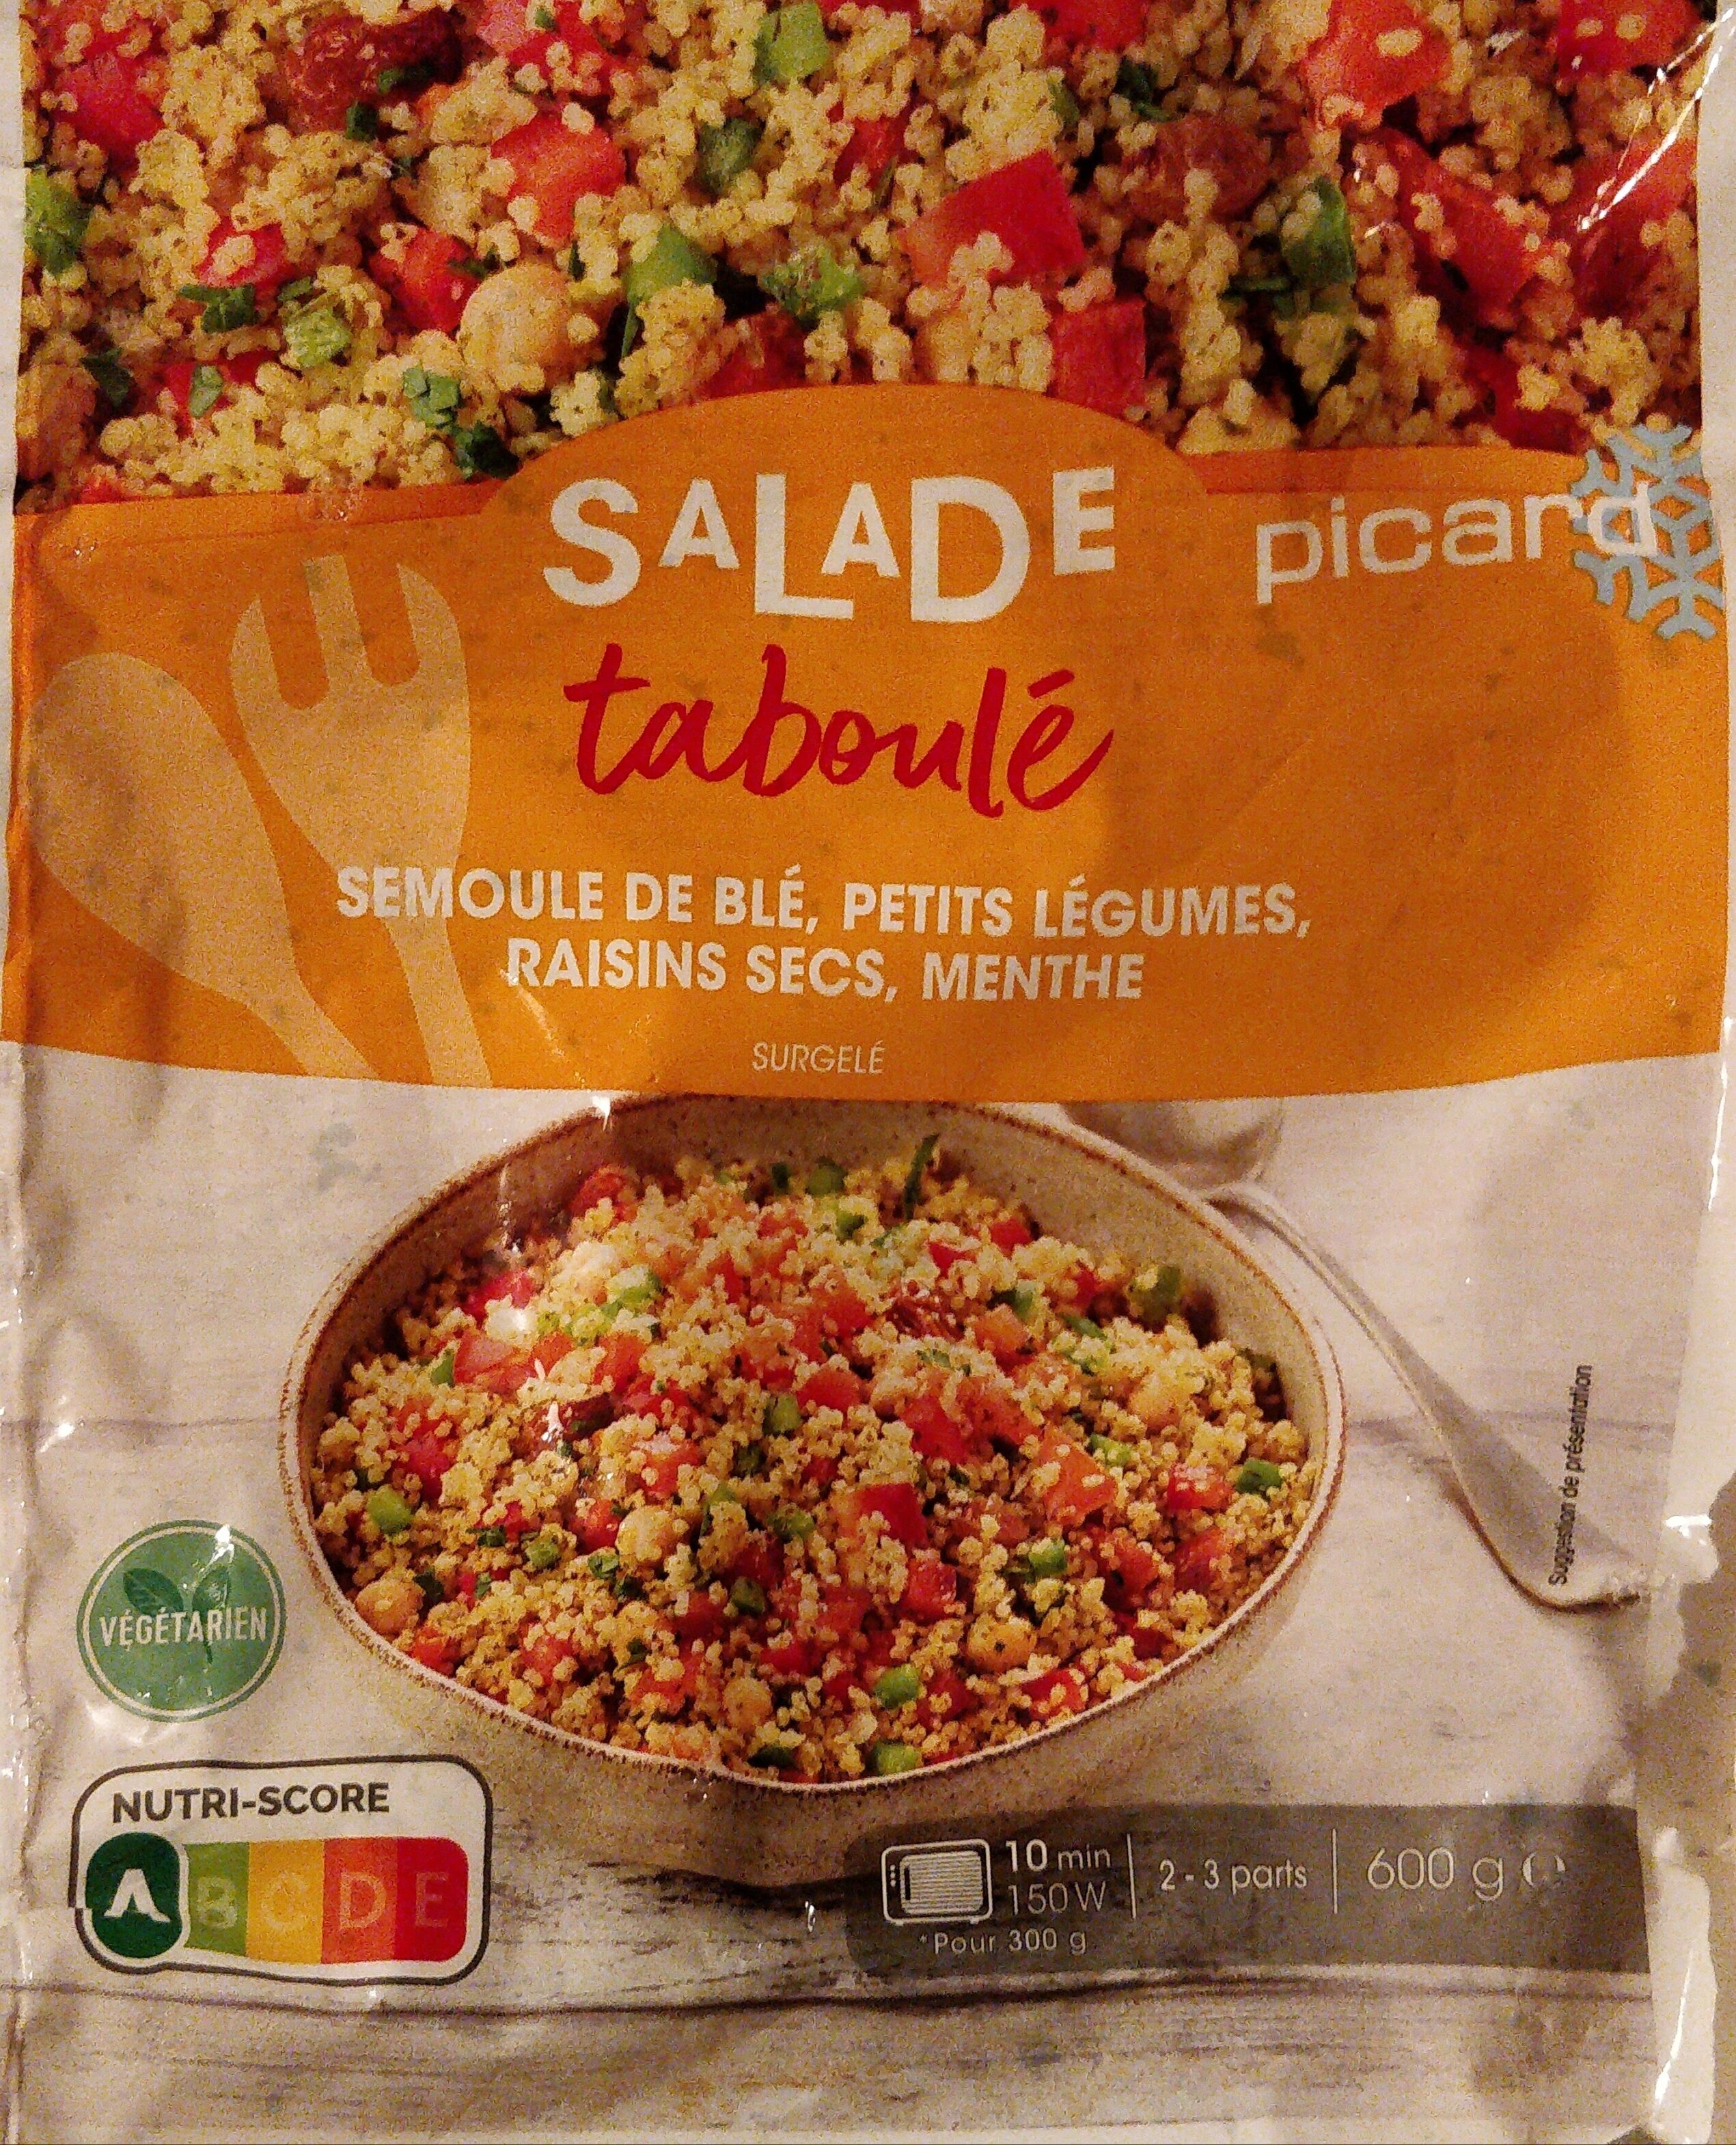 SALADE
picard
taboulé
SEMOULE DE BLÉ, PETITS LÉGUMES,
RAISINS SECS, MENTHE
SURGELÉ
Suggestion de présentation
VÉGÉTARIEN
NUTRI-SCORE
A B C D E
10 min
150 W
*Pour 300 g
2 - 3 parts
600 g ℮